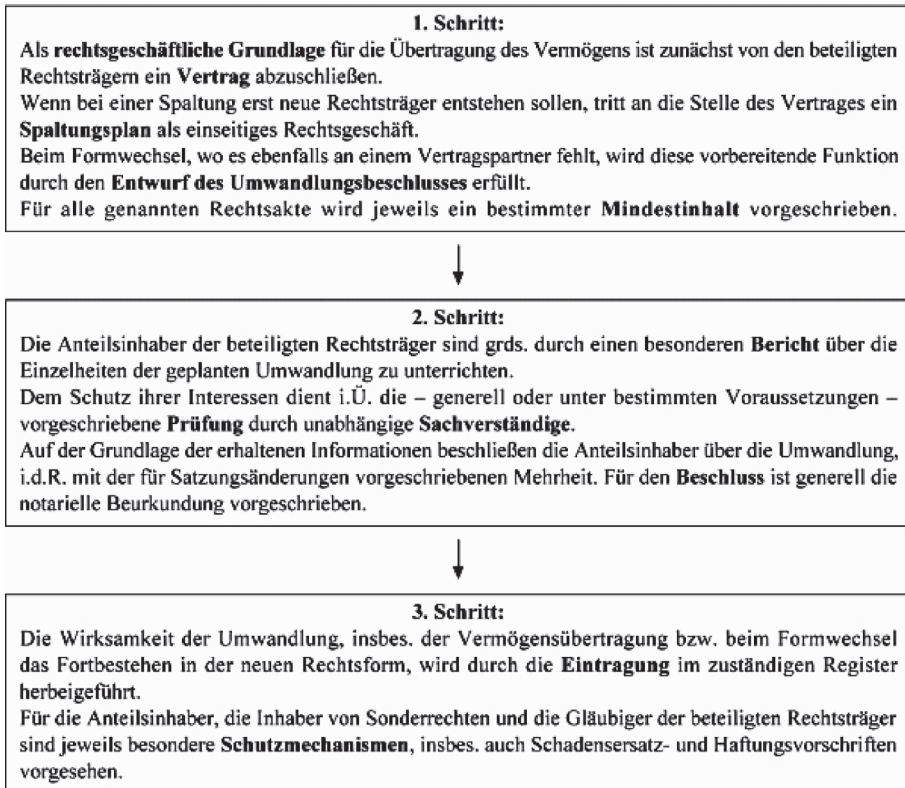 1. Schritt:
Als rechtsgeschäftliche Grundlage für die Übertragung des Vermögens ist zunächst von den beteiligten
Rechtsträgern ein Vertrag abzuschließen.
Wenn bei einer Spaltung erst neue Rechtsträger entstehen sollen, tritt an die Stelle des Vertrages ein
Spaltungsplan als einseitiges Rechtsgeschäft.
Beim Formwechsel, wo es ebenfalls an einem Vertragspartner fehlt, wird diese vorbereitende Funktion
durch den Entwurf des Umwandlungsbeschlusses erfüllt.
Für alle genannten Rechtsakte wird jeweils ein bestimmter Mindestinhalt vorgeschrieben.
2. Schritt:
Die Anteilsinhaber der beteiligten Rechtsträger sind grds. durch einen besonderen Bericht über die
Einzelheiten der geplanten Umwandlung zu unterrichten.
Dem Schutz ihrer Interessen dient i.Ü. die – generell oder unter bestimmten Voraussetzungen –
vorgeschriebene Prüfung durch unabhängige Sachverständige.
Auf der Grundlage der erhaltenen Informationen beschließen die Anteilsinhaber über die Umwandlung,
i.d.R. mit der für Satzungsänderungen vorgeschriebenen Mehrheit. Für den Beschluss ist generell die
notarielle Beurkundung vorgeschrieben.
3. Schritt:
Die Wirksamkeit der Umwandlung, insbes. der Vermögensübertragung bzw. beim Formwechsel
das Fortbestehen in der neuen Rechtsform, wird durch die Eintragung im zuständigen Register
herbeigeführt.
Für die Anteilsinhaber, die Inhaber von Sonderrechten und die Gläubiger der beteiligten Rechtsträger
sind jeweils besondere Schutzmechanismen, insbes. auch Schadensersatz- und Haftungsvorschriften
vorgesehen.